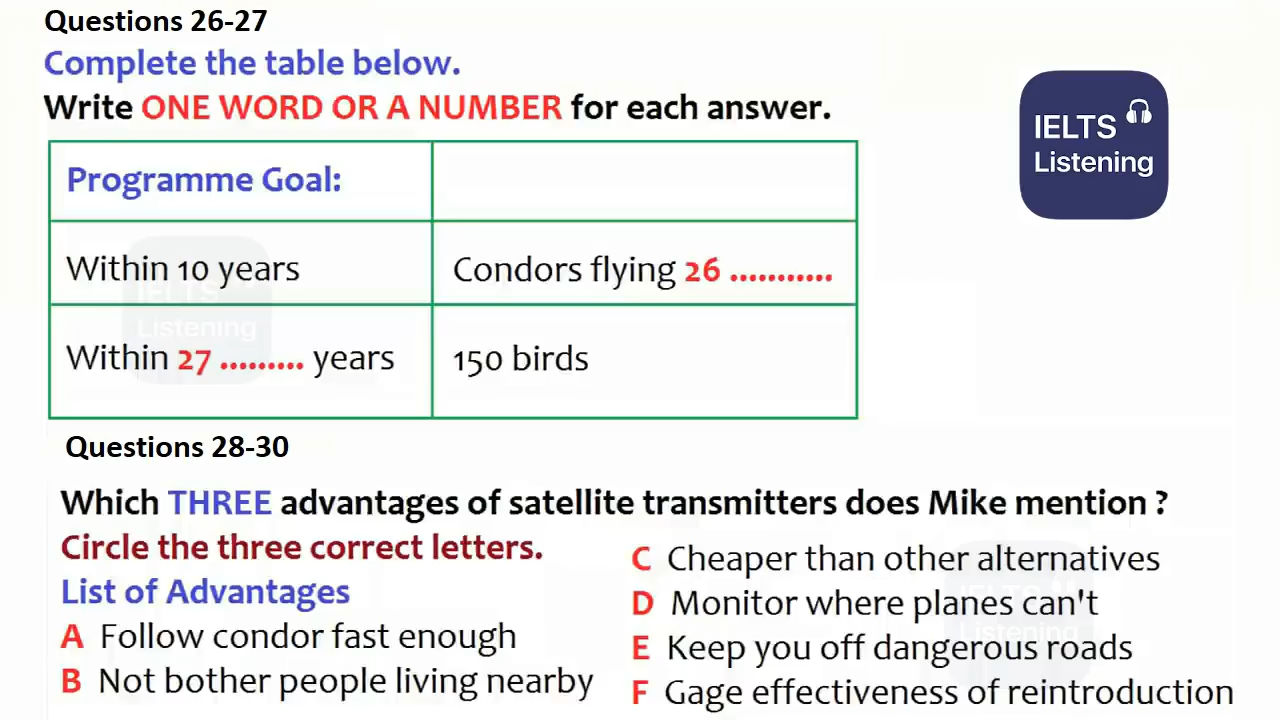 Questions 26-27
Complete the table below.
Write ONE WORD OR A NUMBER for each answer.
IELTS
Listening
Programme Goal:
Within 10 years
Condors flying 26 ...........
IELTS
Listening
Within 27 ......... years
150 birds
Questions 28-30
Which THREE advantages of satellite transmitters does Mike mention ?
Circle the three correct letters.
List of Advantages
A Follow condor fast enough
B Not bother people living nearby
C Cheaper than other alternatives
D Monitor where planes can't
E Keep you off dangerous roads
F Gage effectiveness of reintroduction
IELTS
Listening